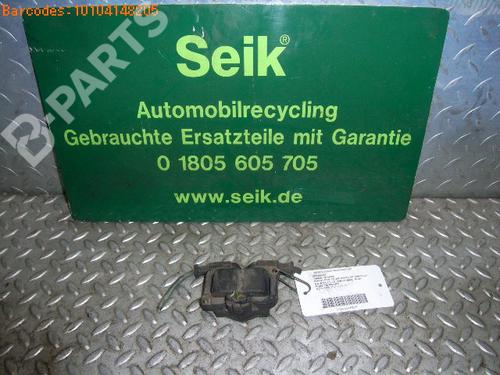 Barcodes-10104148205
B-PARTS
Seik®
Automobilrecycling
Gebrauchte Ersatzteile mit Garantie
0 1805 605 705
www.seik.de